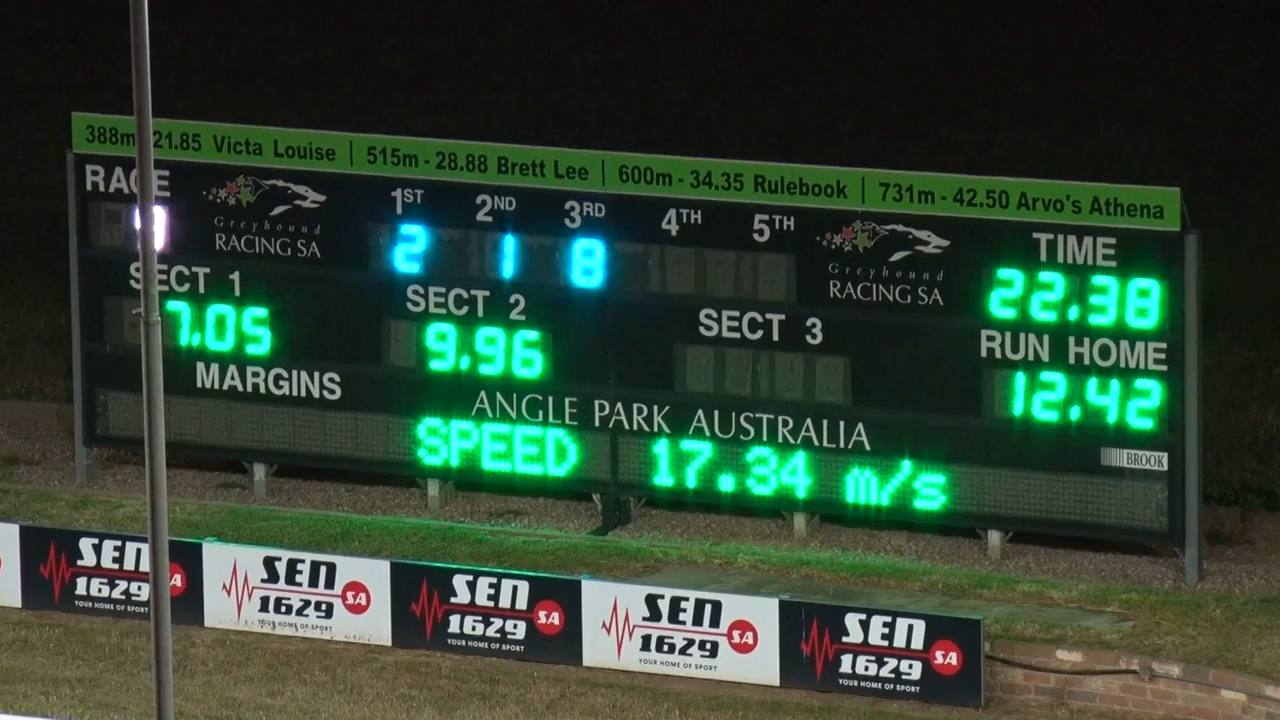 388m 21.85 Victa Louise | 515m - 28.88 Brett Lee | 600m - 34.35 Rulebook | 731m - 42.50 Arvo's Athena
RACE
Greyhound
RACING SA
1ST 2ND 3RD 4TH 5TH
2 1 8
Greyhound
RACING SA
TIME
22.38
SECT 1
7.05
SECT 2
9.96
SECT 3
RUN HOME
12.42
MARGINS
ANGLE PARK AUSTRALIA
SPEED 17.34 m/s
BROOK
SEN
1629
SA
YOUR HOME OF SPORT
SEN
1629
SA
YOUR HOME OF SPORT
SEN
1629
SA
YOUR HOME OF SPORT
SEN
1629
SA
YOUR HOME OF SPORT
SEN
1629
SA
YOUR HOME OF SPORT